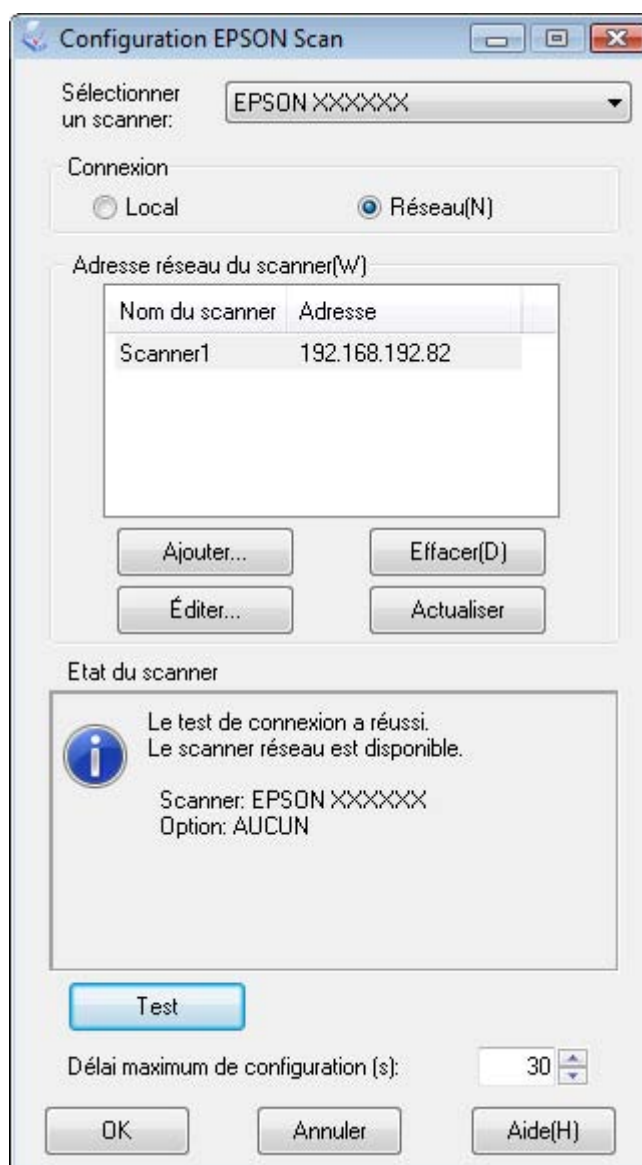 Configuration EPSON Scan
Sélectionner
un scanner:
EPSON XXXXXX
Connexion
Local
Réseau(N)
Adresse réseau du scanner(W)
Nom du scanner Adresse
Scanner1 192.168.192.82
Ajouter... Effacer(D)
Éditer... Actualiser
Etat du scanner
Le test de connexion a réussi.
Le scanner réseau est disponible.
Scanner: EPSON XXXXXX
Option: AUCUN
Test
Délai maximum de configuration (s): 30
OK Annuler Aide(H)